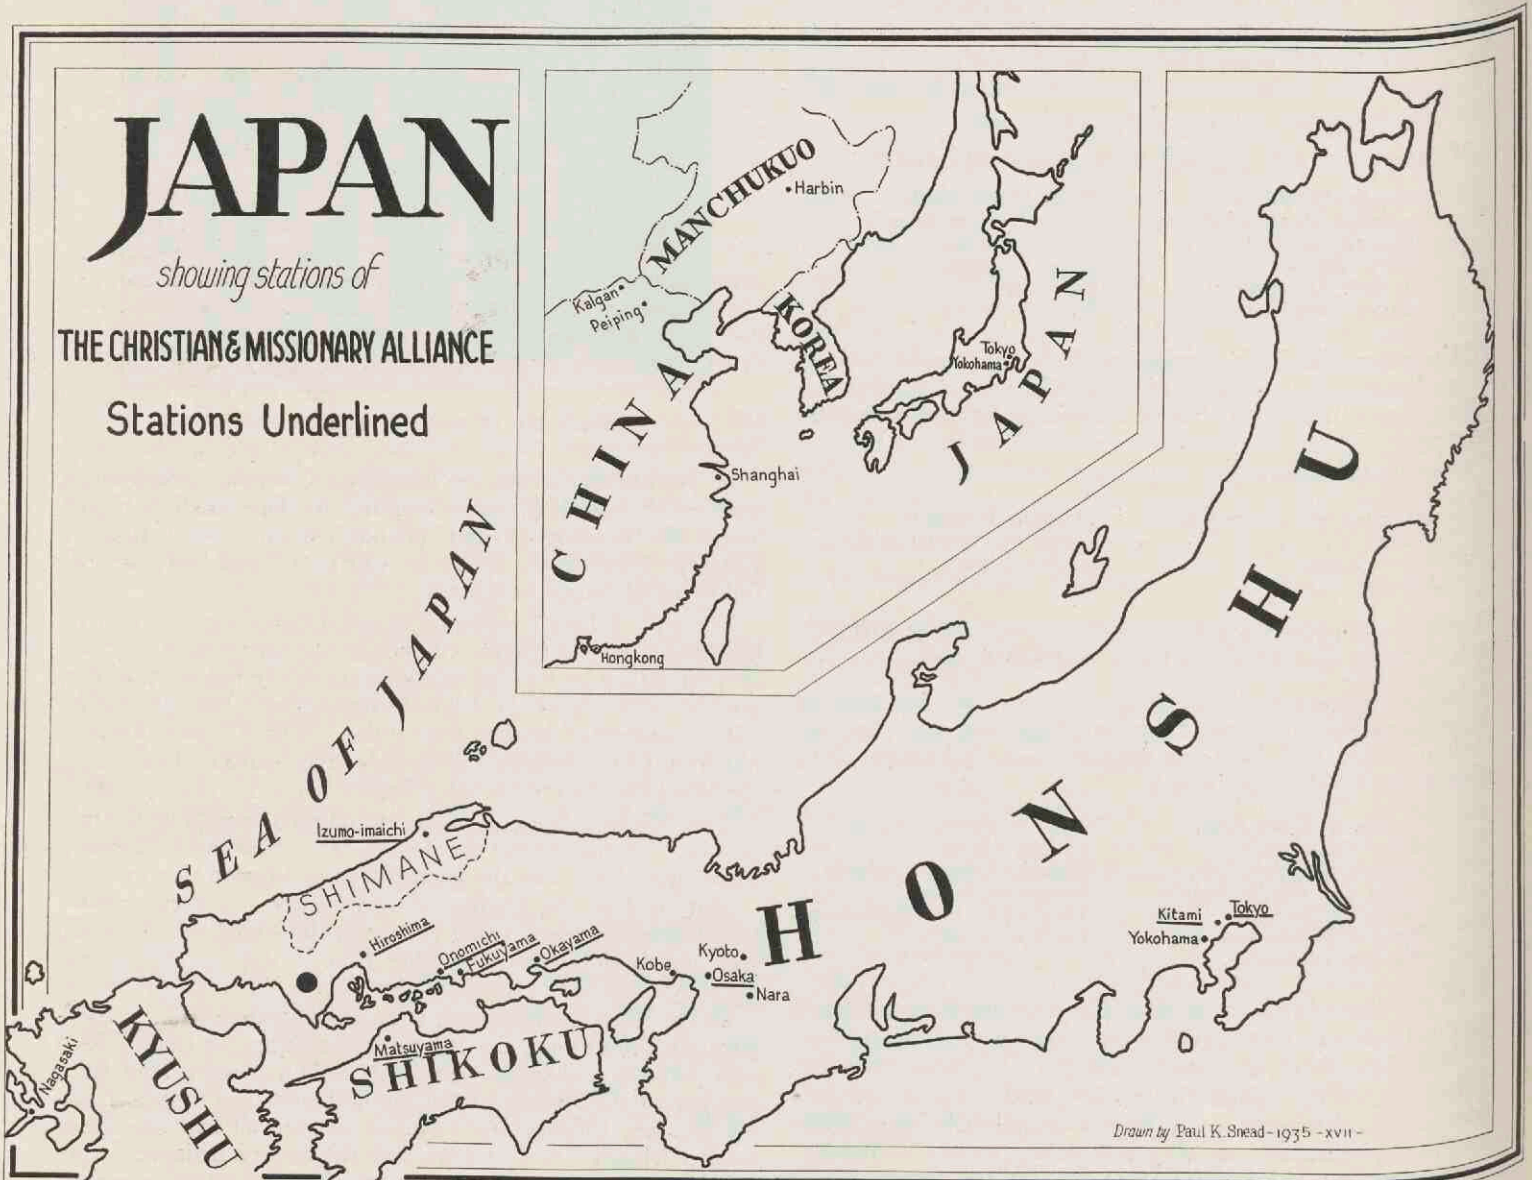 JAPAN
showing stations of
THE CHRISTIAN & MISSIONARY ALLIANCE
Stations Underlined
MANCHUKUO
Harbin
Kalgan
Peiping
KOREA
Tokyo
Yokohama
JAPAN
CHINA
Shanghai
Hongkong
SEA OF JAPAN
HONSHU
Izumo-imaichi
SHIMANE
Hiroshima
Onomichi
Fukuyama
Okayama
Kobe
Kyoto
Osaka
Nara
Kitami
Tokyo
Yokohama
Matsuyama
SHIKOKU
KYUSHU
Nagasaki
Drawn by Paul K. Snead-1935-XVII-